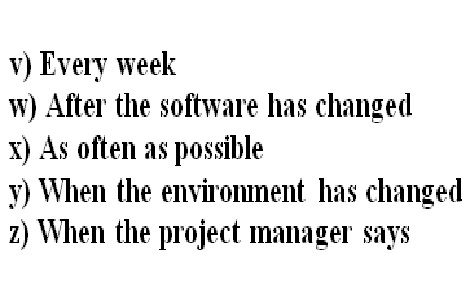 v) Every week
w) After the software has changed
x) As often as possible
y) When the environment has changed
z) When the project manager says